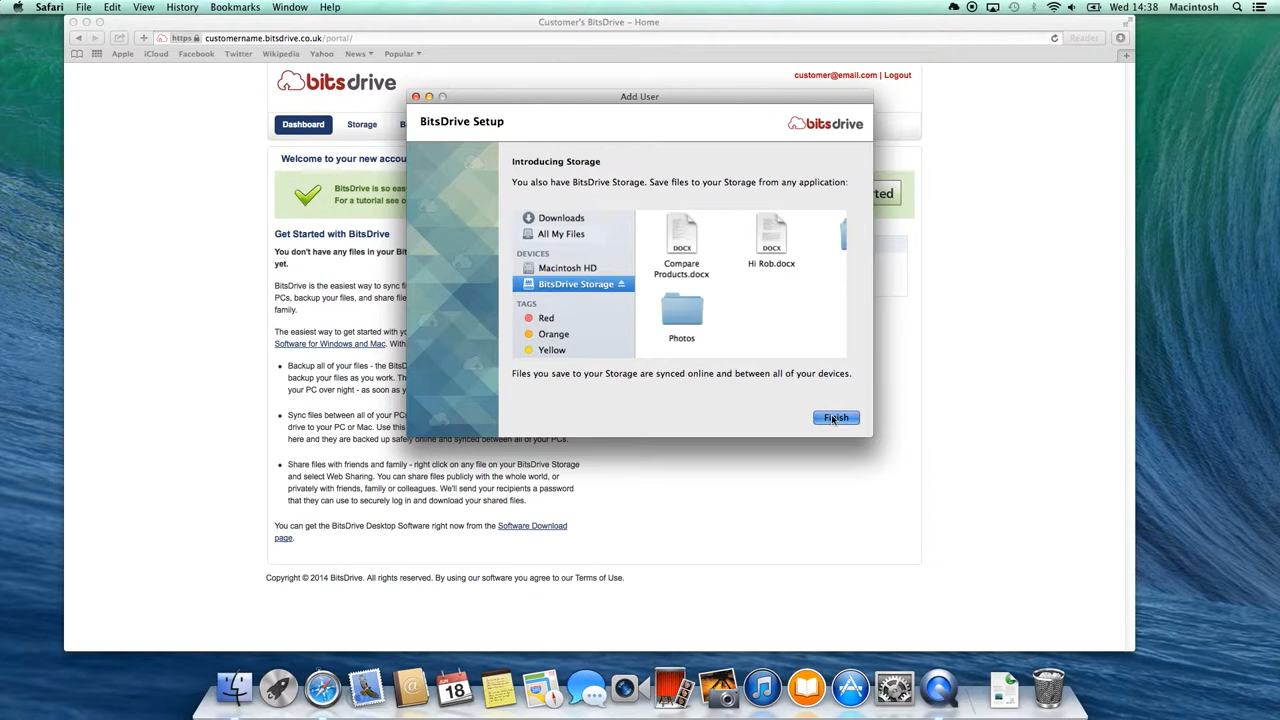 Safari File Edit View History Bookmarks Window Help Wed 14:38 Macintosh
Customer's BitsDrive – Home
https customername.bitsdrive.co.uk/portal/ Reader
Apple iCloud Facebook Twitter Wikipedia Yahoo News Popular
bitsdrive
customer@email.com | Logout
Dashboard Storage B
Welcome to your new accou
BitsDrive is so eas
For a tutorial see o
rted
Get Started with BitsDrive
You don't have any files in your Bit
yet.
BitsDrive is the easiest way to sync fi
PCs, backup your files, and share file
family.
The easiest way to get started with yo
Software for Windows and Mac. With
Backup all of your files - the BitsD
backup your files as you work. Th
your PC over night - as soon as y
Sync files between all of your PCs
drive to your PC or Mac. Use this
here and they are backed up safely online and synced between all of your PCs.
Share files with friends and family - right click on any file on your BitsDrive Storage
and select Web Sharing. You can share files publicly with the whole world, or
privately with friends, family or colleagues. We'll send your recipients a password
that they can use to securely log in and download your shared files.
You can get the BitsDrive Desktop Software right now from the Software Download
page.
Copyright © 2014 BitsDrive. All rights reserved. By using our software you agree to our Terms of Use.
Add User
BitsDrive Setup
bitsdrive
Introducing Storage
You also have BitsDrive Storage. Save files to your Storage from any application:
Downloads
All My Files
DEVICES
Macintosh HD
BitsDrive Storage
TAGS
Red
Orange
Yellow
DOCX
Compare
Products.docx
DOCX
Hi Rob.docx
Photos
Files you save to your Storage are synced online and between all of your devices.
Finish
JUN
18